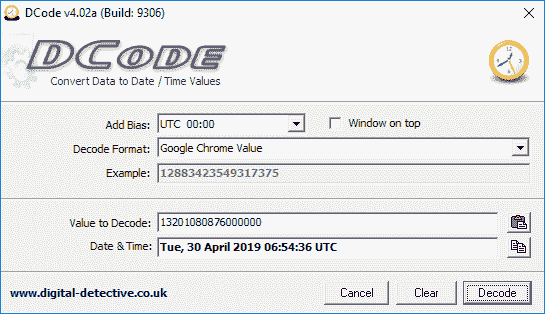 DCode v4.02a (Build: 9306)
DCODE
Convert Data to Date / Time Values
Add Bias: UTC 00:00 Window on top
Decode Format: Google Chrome Value
Example: 12883423549317375
Value to Decode: 13201080876000000
Date & Time: Tue, 30 April 2019 06:54:36 UTC
www.digital-detective.co.uk Cancel Clear Decode